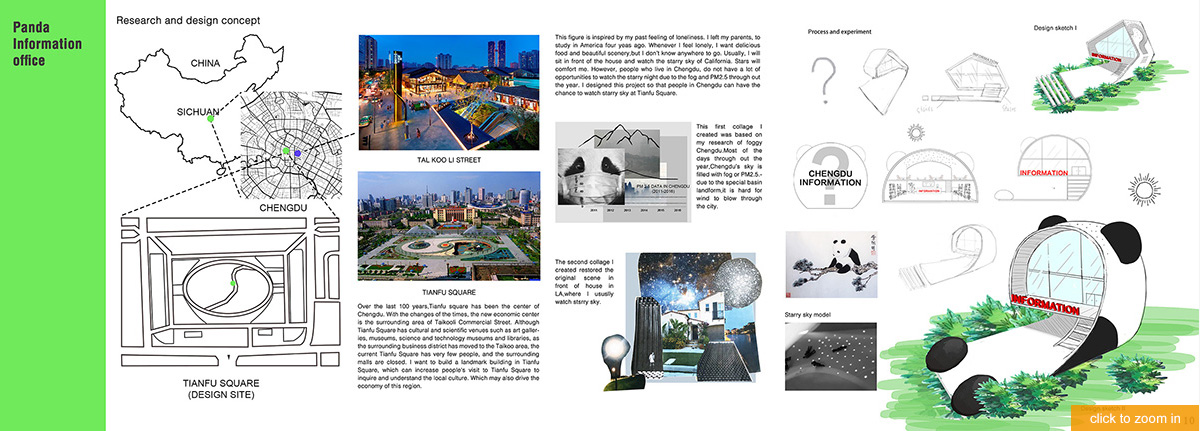 Panda
Information
office
Research and design concept
CHINA
SICHUAN
CHENGDU
TIANFU SQUARE
(DESIGN SITE)
TAL KOO LI STREET
TIANFU SQUARE
Over the last 100 years,Tianfu square has been the center of
Chengdu. With the changes of the times, the new economic center
is the surrounding area of Taikooli Commercial Street. Although
Tianfu Square has cultural and scientific venues such as art galler-
ies, museums, science and technology museums and libraries, as
the surrounding business district has moved to the Taikoo area, the
current Tianfu Square has very few people, and the surrounding
malls are closed. I want to build a landmark building in Tianfu
Square, which can increase people's visit to Tianfu Square to
inquire and understand the local culture. Which may also drive the
economy of this region.
This figure is inspired by my past feeling of loneliness. I left my parents, to
study in America four yeas ago. Whenever I feel lonely, I want delicious
food and beautiful scenery,but I don't know anywhere to go. Usually, I will
sit in front of the house and watch the starry sky of California. Stars will
comfort me. However, people who live in Chengdu, do not have a lot of
opportunities to watch the starry night due to the fog and PM2.5 through out
the year. I designed this project so that people in Chengdu can have the
chance to watch starry sky at Tianfu Square.
PM 2.5 DATA IN CHENGDU
(2011-2016)
2011 2012 2013 2014 2015 2016
This first collage I
created was based on
my research of foggy
Chengdu.Most of the
days through out the
year,Chengdu's sky is
filled with fog or PM2.5.-
due to the special basin
landform,it is hard for
wind to blow through
the city.
The second collage I
created restored the
original scene in
front of house in
LA,where I ususlly
watch stsrry sky.
Process and experiment
?
Design sketch I
INFORMATION
?
CHENGDU
INFORMATION
INFORMATION
Starry sky model
INFORMATION
click to zoom in